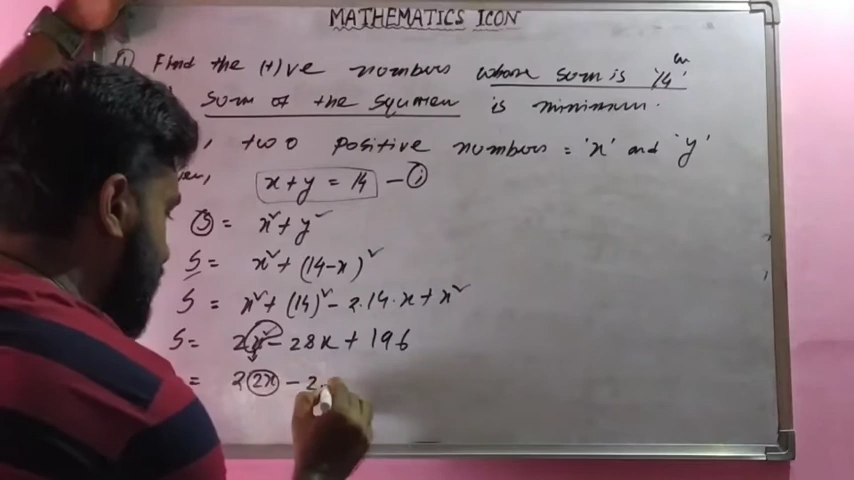 MATHEMATICS ICON
① Find the (+)ve numbers whose sum is '14'
sum of the squares is minimum.
, two positive numbers = 'x' and 'y'
x + y = 14 — ①
S = x² + y²
S = x² + (14-x)²
S = x² + (14)² - 2.14.x + x²
S = 2x² - 28x + 196
= 2(2x) - 2